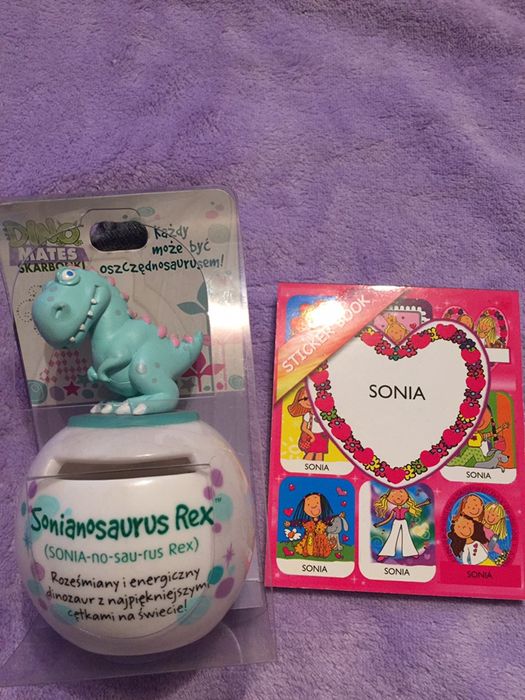 DINO
MATES
SKARBONKI
Każdy
może być
oszczędnosaurusem!
Sonianosaurus Rex™
(SONIA-no-sau-rus Rex)
Roześmiany i energiczny
dinozaur z najpiękniejszymi
cętkami na świecie!
STICKER BOOK
SONIA
SONIA
SONIA
SONIA
SONIA
SONIA